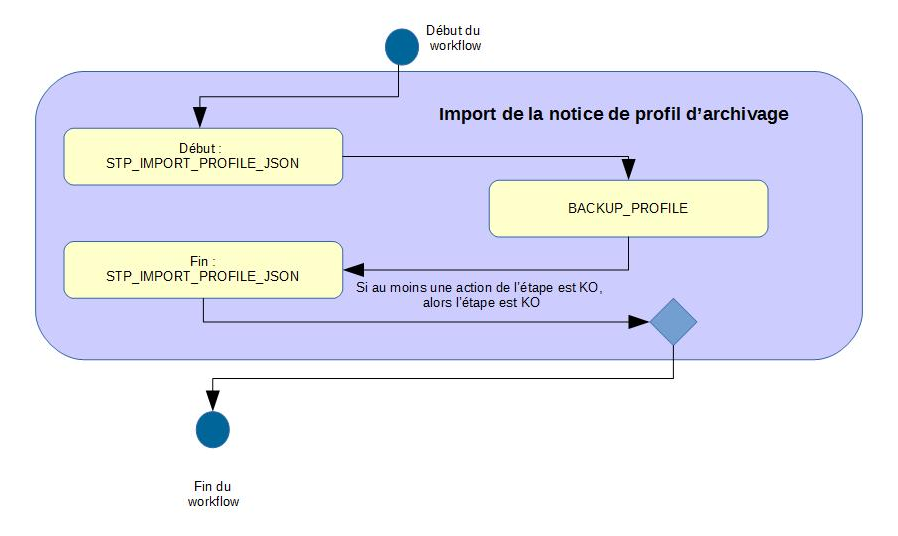 Début du
workflow
Import de la notice de profil d’archivage
Début :
STP_IMPORT_PROFILE_JSON
BACKUP_PROFILE
Fin :
STP_IMPORT_PROFILE_JSON
Si au moins une action de l’étape est KO,
alors l’étape est KO
Fin du
workflow